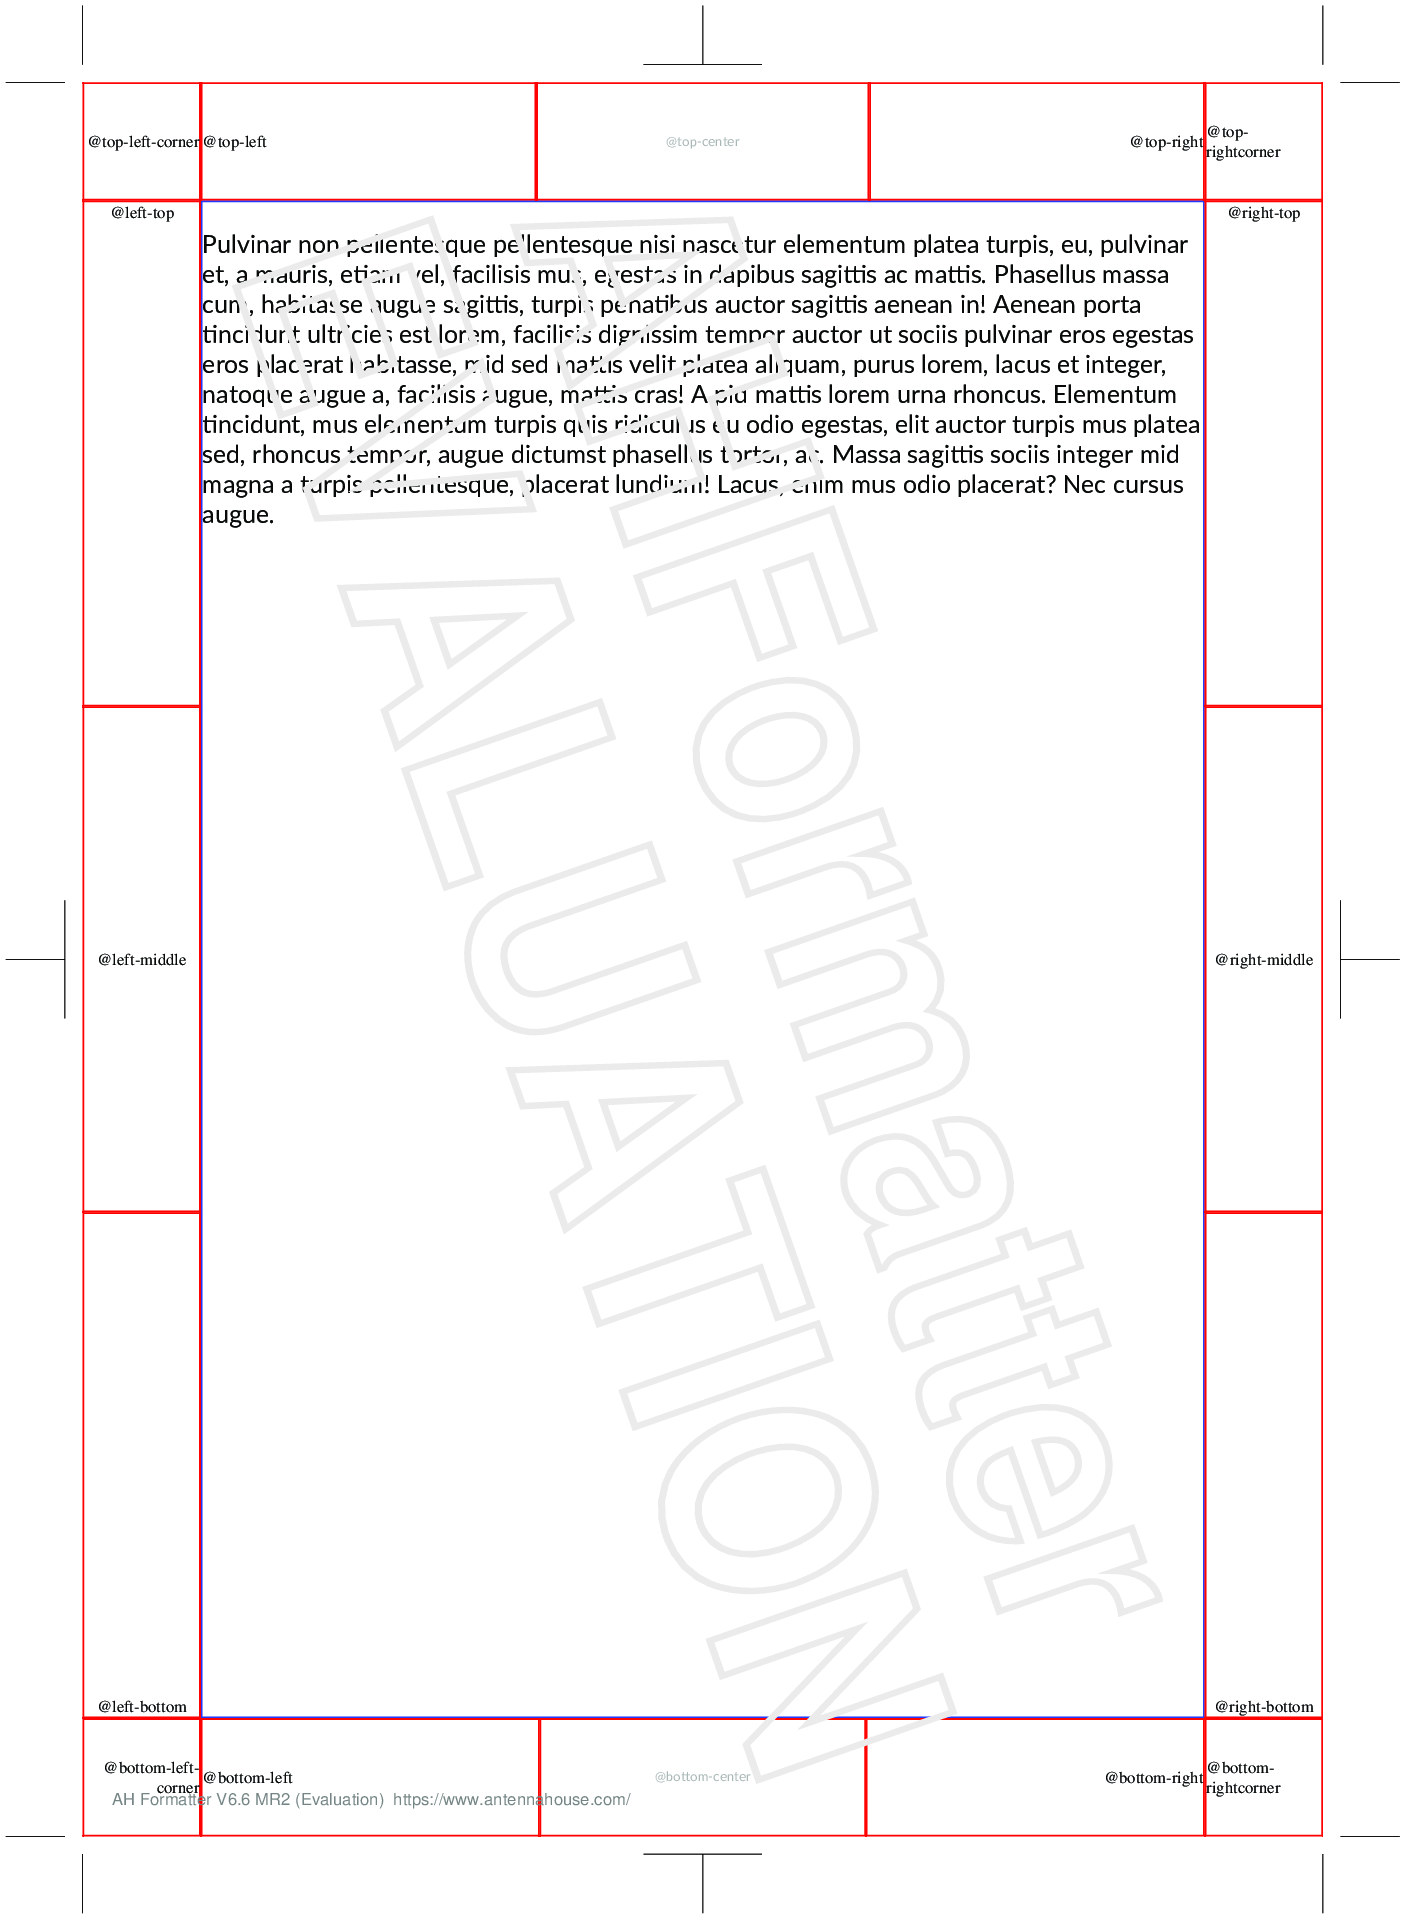 @top-left-corner @top-left @top-center @top-right @top-
rightcorner
@left-top @right-top
Pulvinar non pellentesque pellentesque nisi nascetur elementum platea turpis, eu, pulvinar
et, a mauris, etiam vel, facilisis mus, egestas in dapibus sagittis ac mattis. Phasellus massa
cum, habitasse augue sagittis, turpis penatibus auctor sagittis aenean in! Aenean porta
tincidunt ultricies est lorem, facilisis dignissim tempor auctor ut sociis pulvinar eros egestas
eros placerat habitasse, mid sed mattis velit platea aliquam, purus lorem, lacus et integer,
natoque augue a, facilisis augue, mattis cras! A pid mattis lorem urna rhoncus. Elementum
tincidunt, mus elementum turpis quis ridiculus eu odio egestas, elit auctor turpis mus platea
sed, rhoncus tempor, augue dictumst phasellus tortor, ac. Massa sagittis sociis integer mid
magna a turpis pellentesque, placerat lundium! Lacus, enim mus odio placerat? Nec cursus
augue.
AHFormatter
EVALUATION
@left-middle @right-middle
@left-bottom @right-bottom
@bottom-left-
corner
@bottom-left @bottom-center @bottom-right @bottom-
rightcorner
AH Formatter V6.6 MR2 (Evaluation) https://www.antennahouse.com/